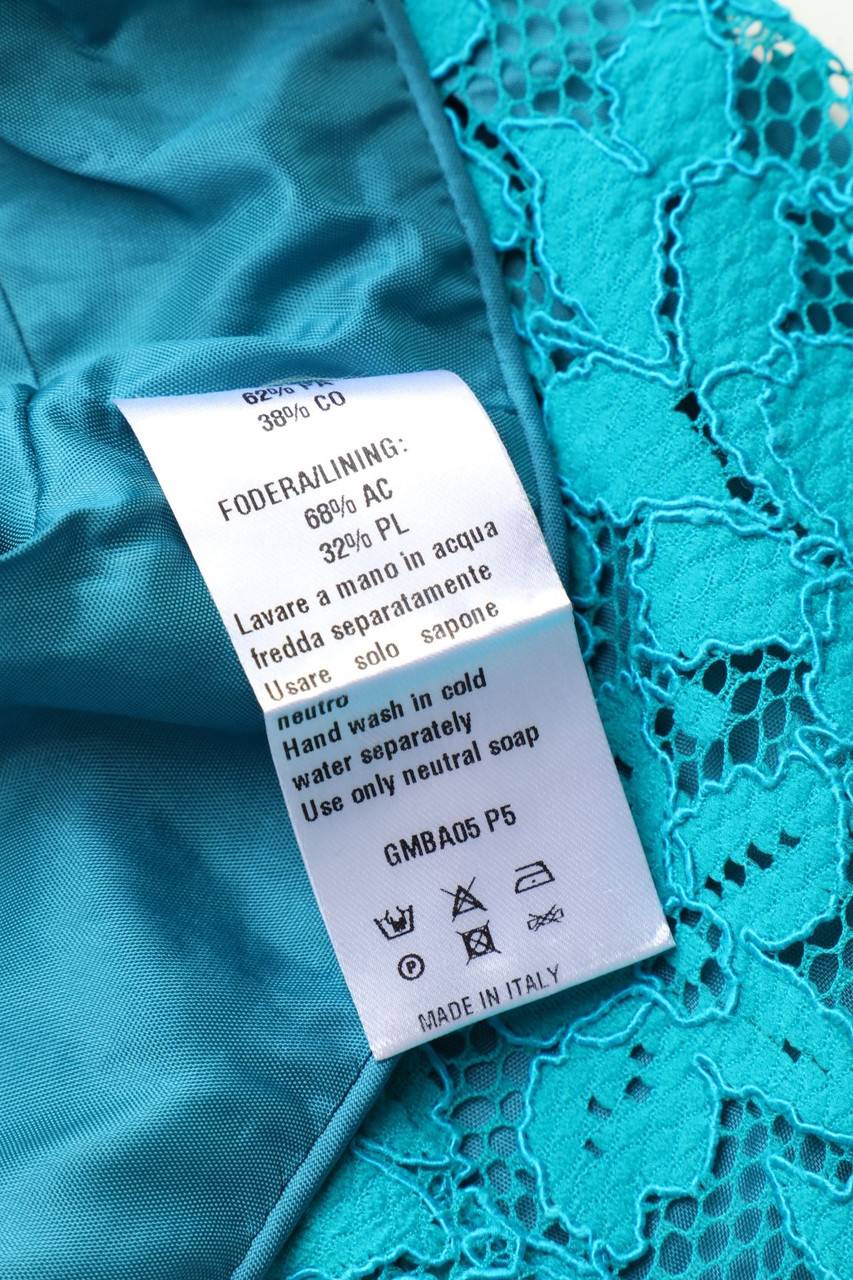 62% PA
38% CO
FODERA/LINING:
68% AC
32% PL
Lavare a mano in acqua
fredda separatamente
Usare solo sapone
neutro
Hand wash in cold
water separately
Use only neutral soap
GMBA05 P5
P
MADE IN ITALY